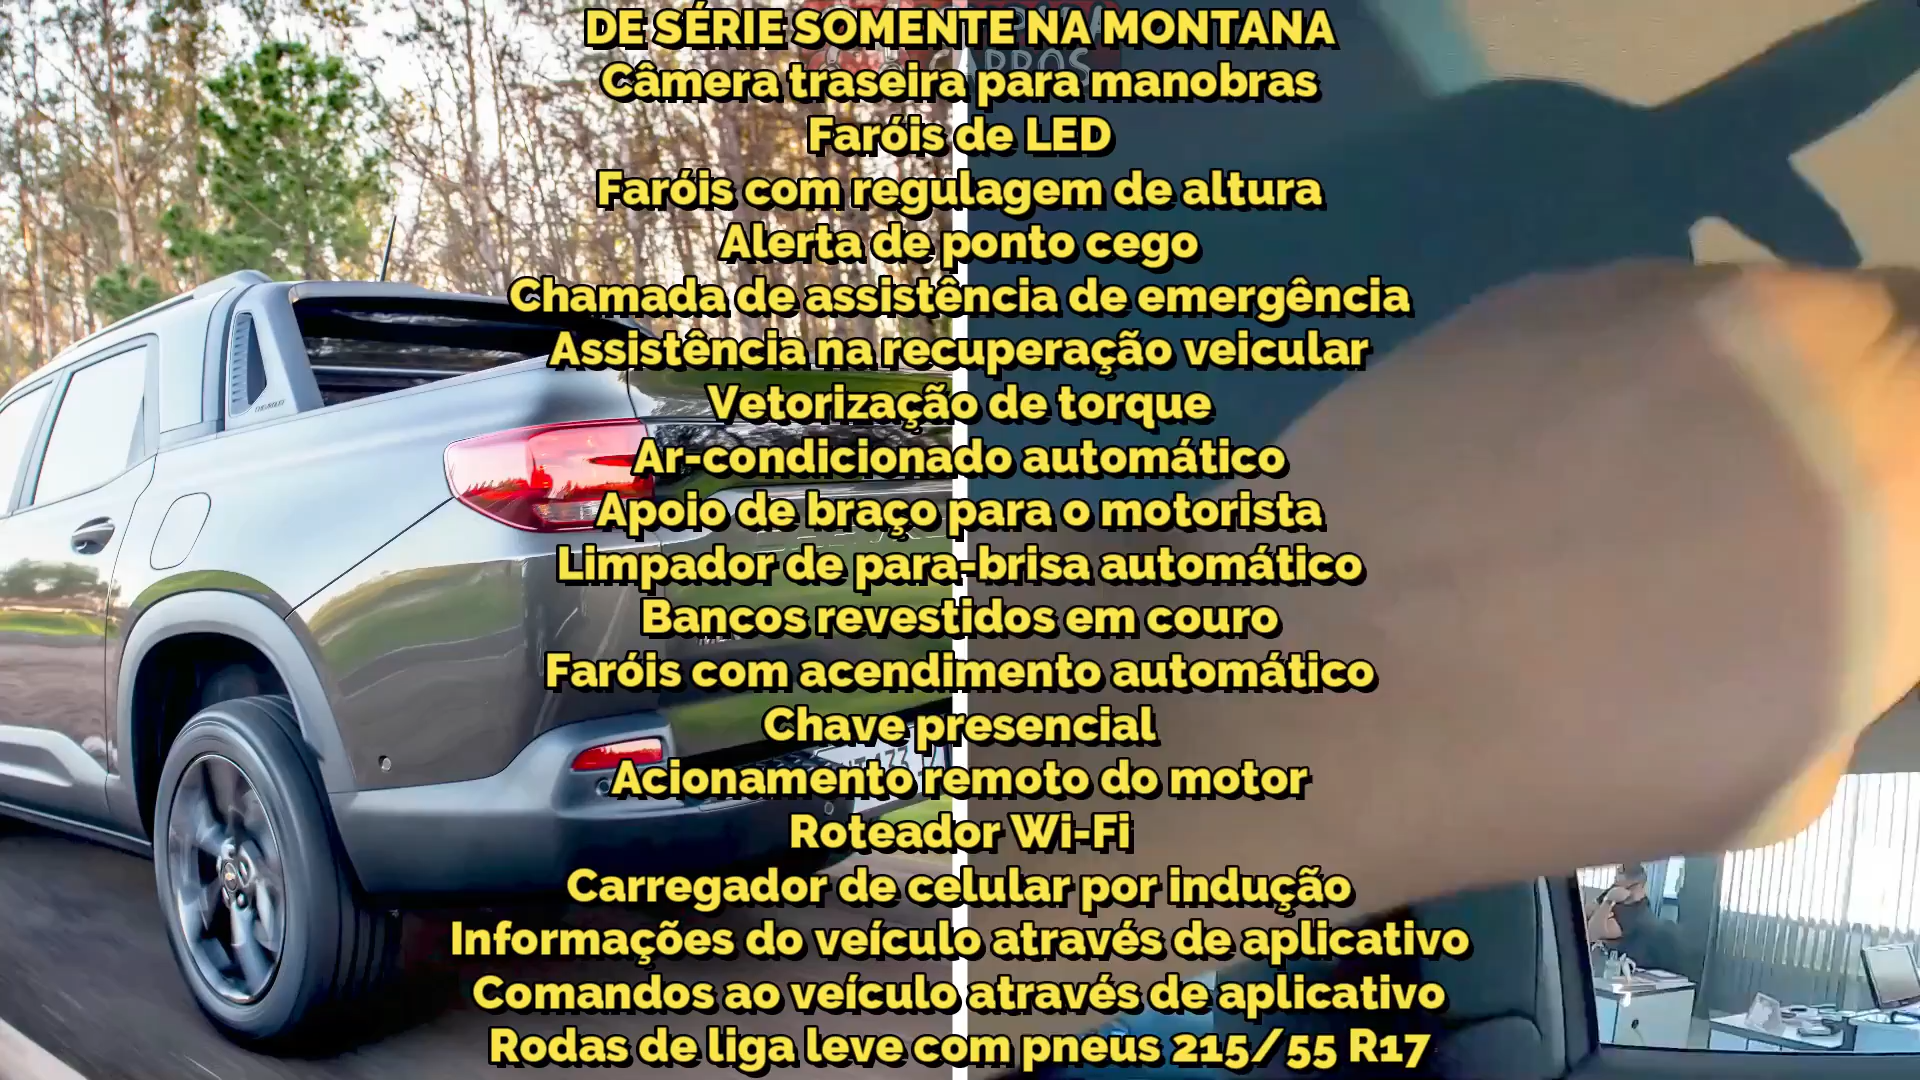 DE SÉRIE SOMENTE NA MONTANA
Câmera traseira para manobras
Faróis de LED
Faróis com regulagem de altura
Alerta de ponto cego
Chamada de assistência de emergência
Assistência na recuperação veicular
Vetorização de torque
Ar-condicionado automático
Apoio de braço para o motorista
Limpador de para-brisa automático
Bancos revestidos em couro
Faróis com acendimento automático
Chave presencial
Acionamento remoto do motor
Roteador Wi-Fi
Carregador de celular por indução
Informações do veículo através de aplicativo
Comandos ao veículo através de aplicativo
Rodas de liga leve com pneus 215/55 R17